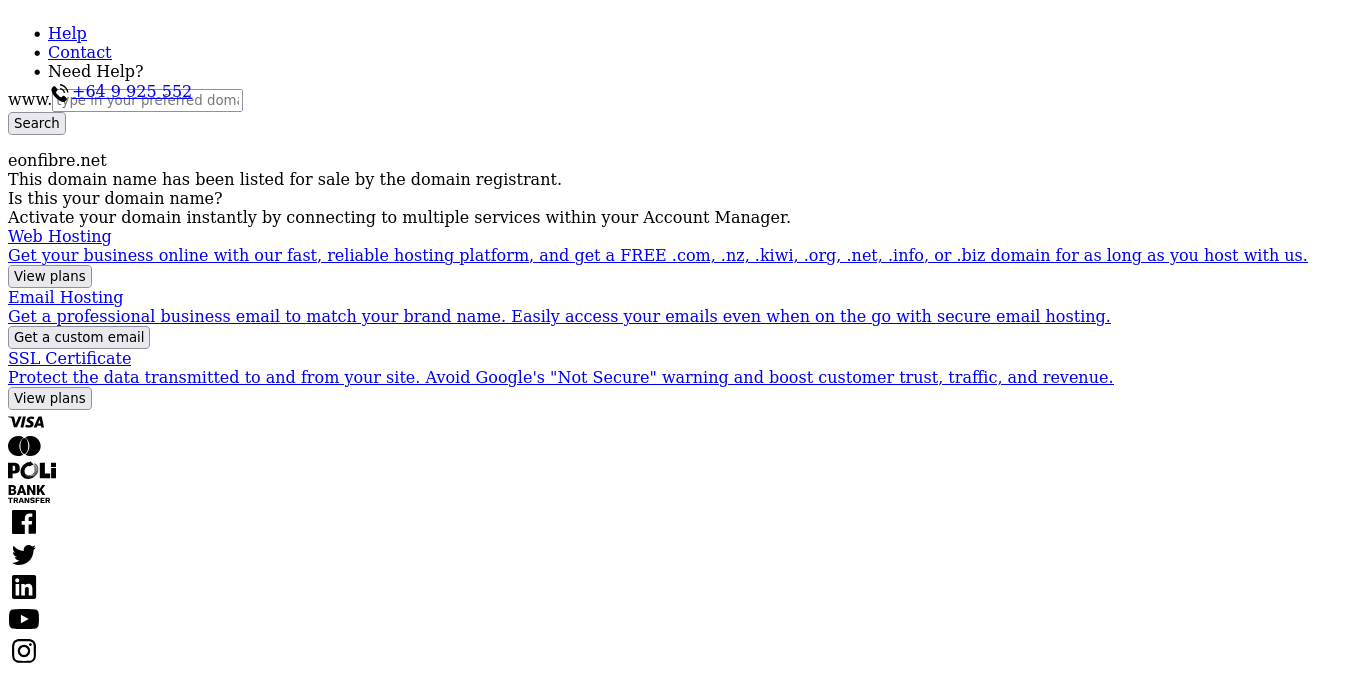 Help
Contact
Need Help?
+64 9 925 552
www. type in your preferred doma
Search
eonfibre.net
This domain name has been listed for sale by the domain registrant.
Is this your domain name?
Activate your domain instantly by connecting to multiple services within your Account Manager.
Web Hosting
Get your business online with our fast, reliable hosting platform, and get a FREE .com, .nz, .kiwi, .org, .net, .info, or .biz domain for as long as you host with us.
View plans
Email Hosting
Get a professional business email to match your brand name. Easily access your emails even when on the go with secure email hosting.
Get a custom email
SSL Certificate
Protect the data transmitted to and from your site. Avoid Google's "Not Secure" warning and boost customer trust, traffic, and revenue.
View plans
VISA
POLi
BANK
TRANSFER